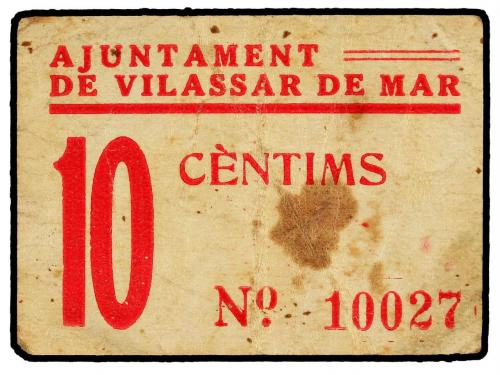 AJUNTAMENT
DE VILASSAR DE MAR
10 CÈNTIMS
Nº 10027